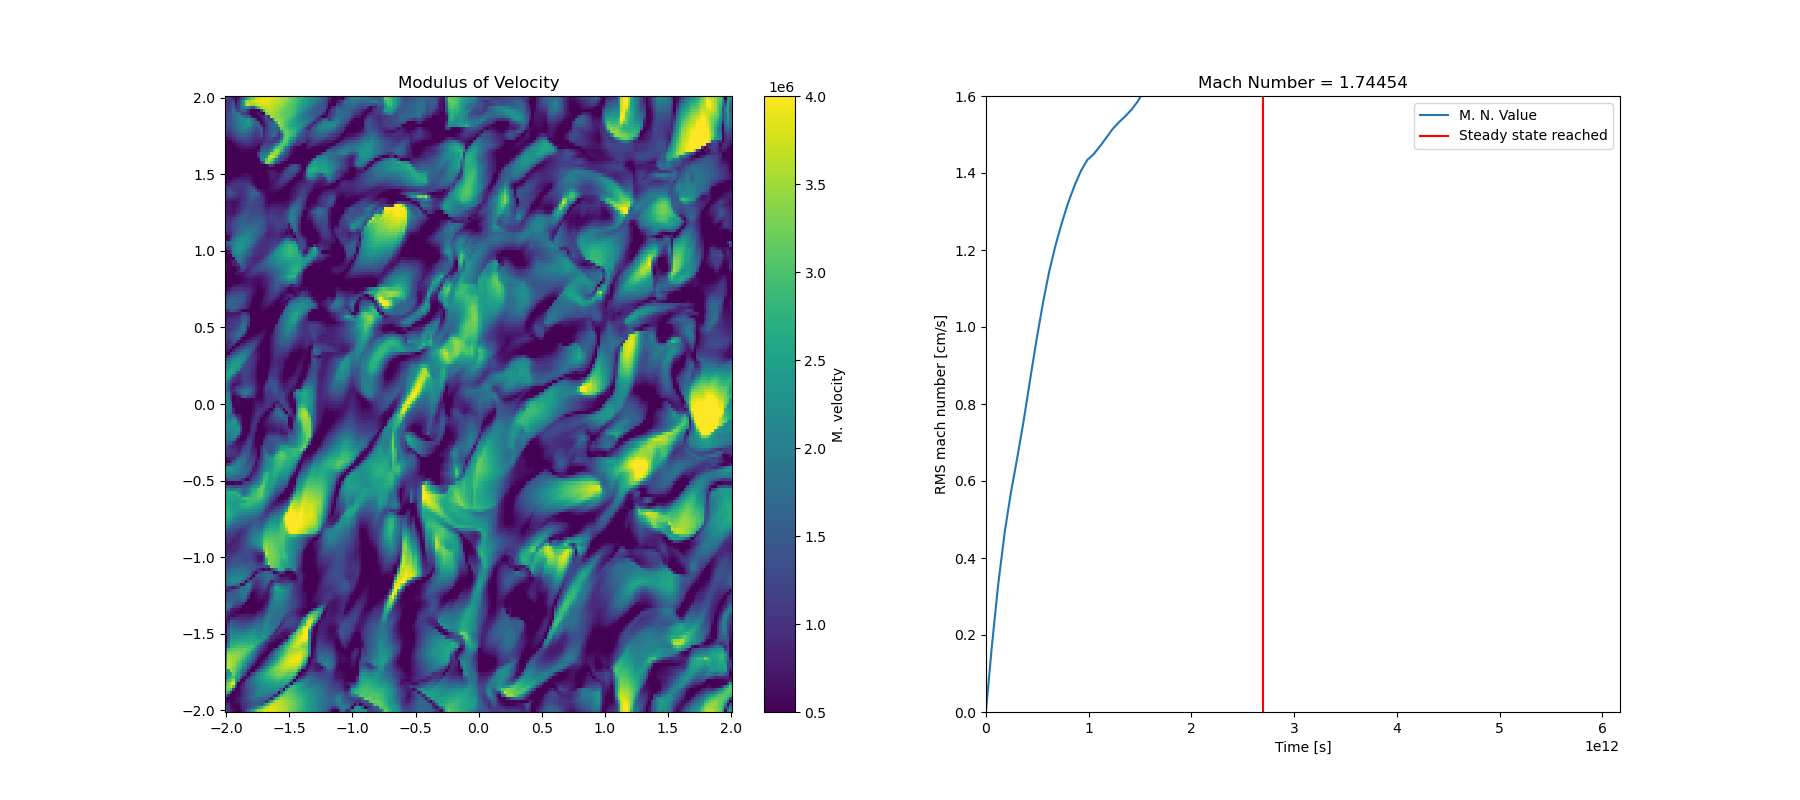 Modulus of Velocity
2.0
1.5
1.0
0.5
0.0
−0.5
−1.0
−1.5
−2.0
−2.0 −1.5 −1.0 −0.5 0.0 0.5 1.0 1.5 2.0
1e6
4.0
3.5
3.0
2.5
2.0
1.5
1.0
0.5
M. velocity
Mach Number = 1.74454
M. N. Value
Steady state reached
RMS mach number [cm/s]
1.6
1.4
1.2
1.0
0.8
0.6
0.4
0.2
0.0
0 1 2 3 4 5 6
Time [s]
1e12